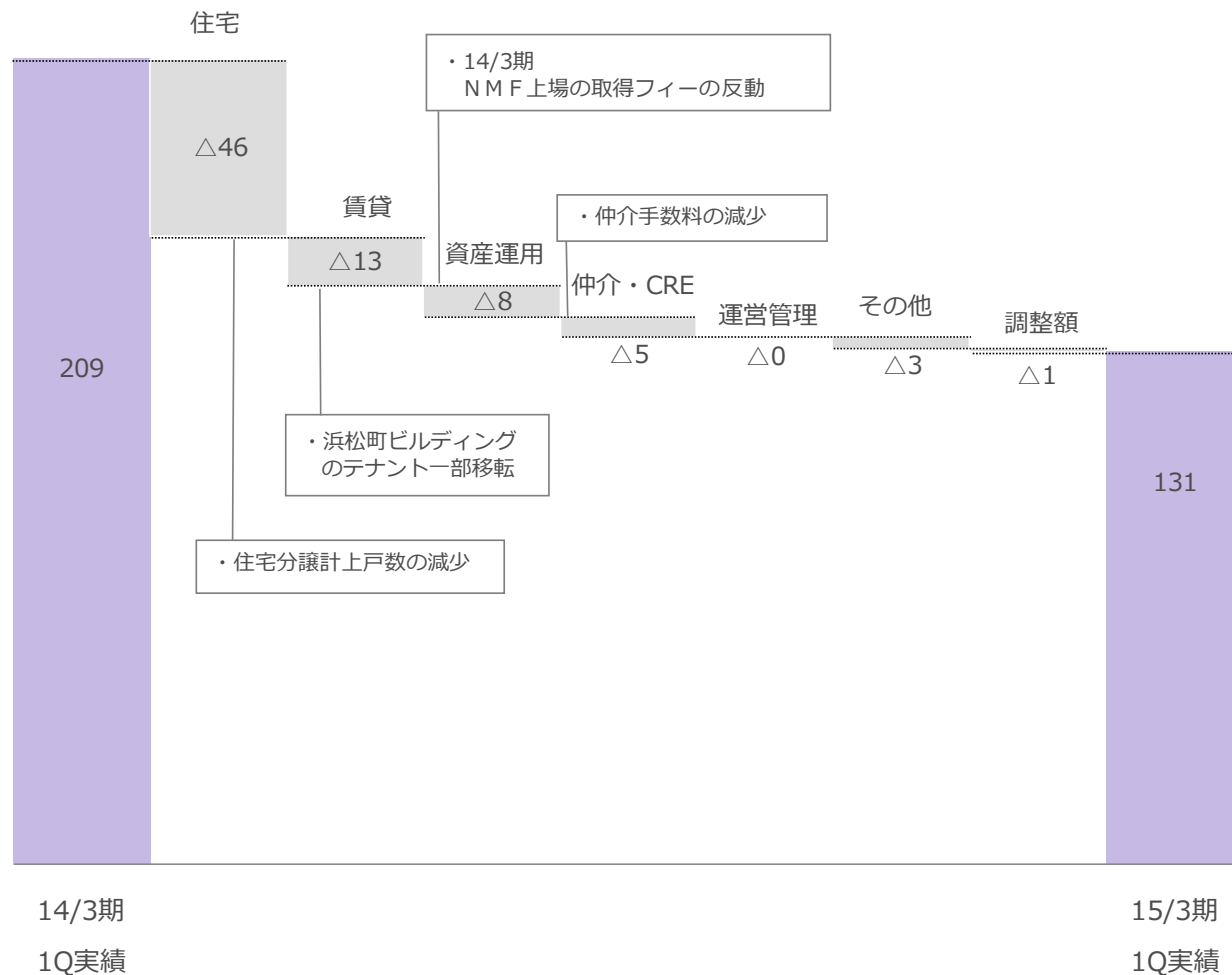 住宅
・14/3期
ＮＭＦ上場の取得フィーの反動
△46
賃貸
・仲介手数料の減少
△13
資産運用
△8
仲介・CRE
運営管理
その他
調整額
209
△5
△0
△3
△1
・浜松町ビルディング
のテナント一部移転
131
・住宅分譲計上戸数の減少
14/3期
1Q実績
15/3期
1Q実績